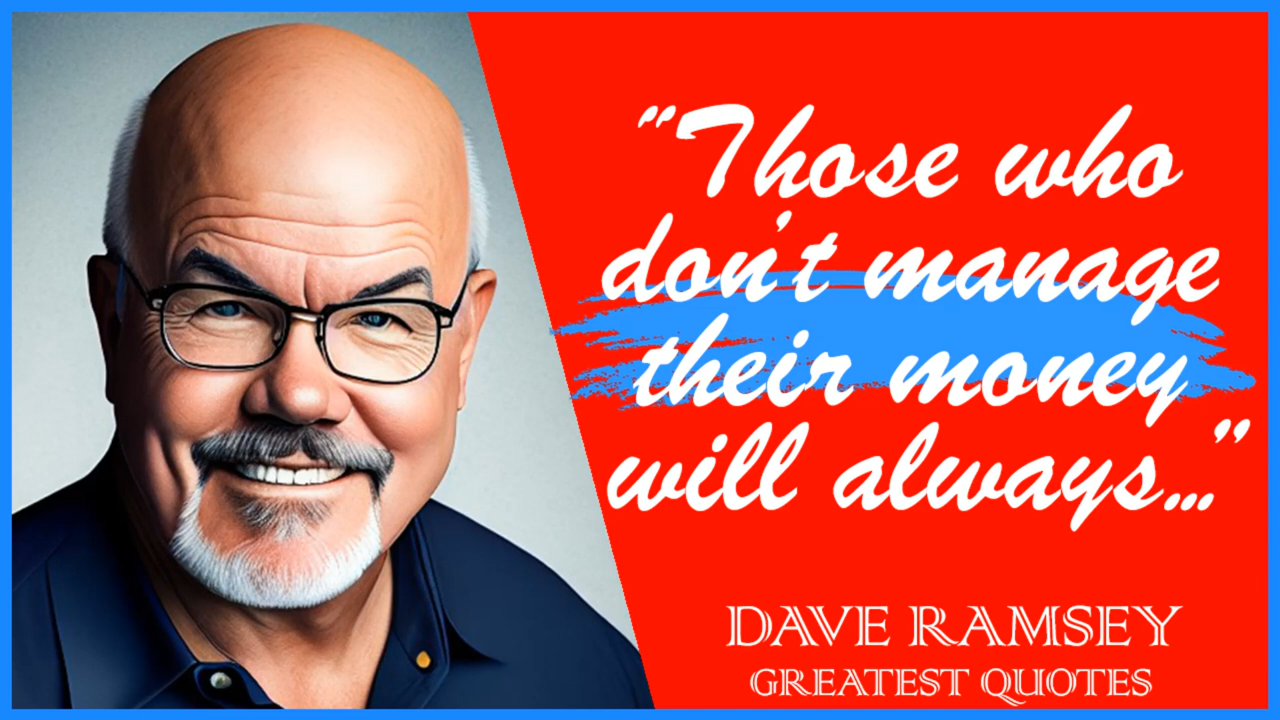 "Those who
don't manage
their money
will always..."
DAVE RAMSEY
GREATEST QUOTES